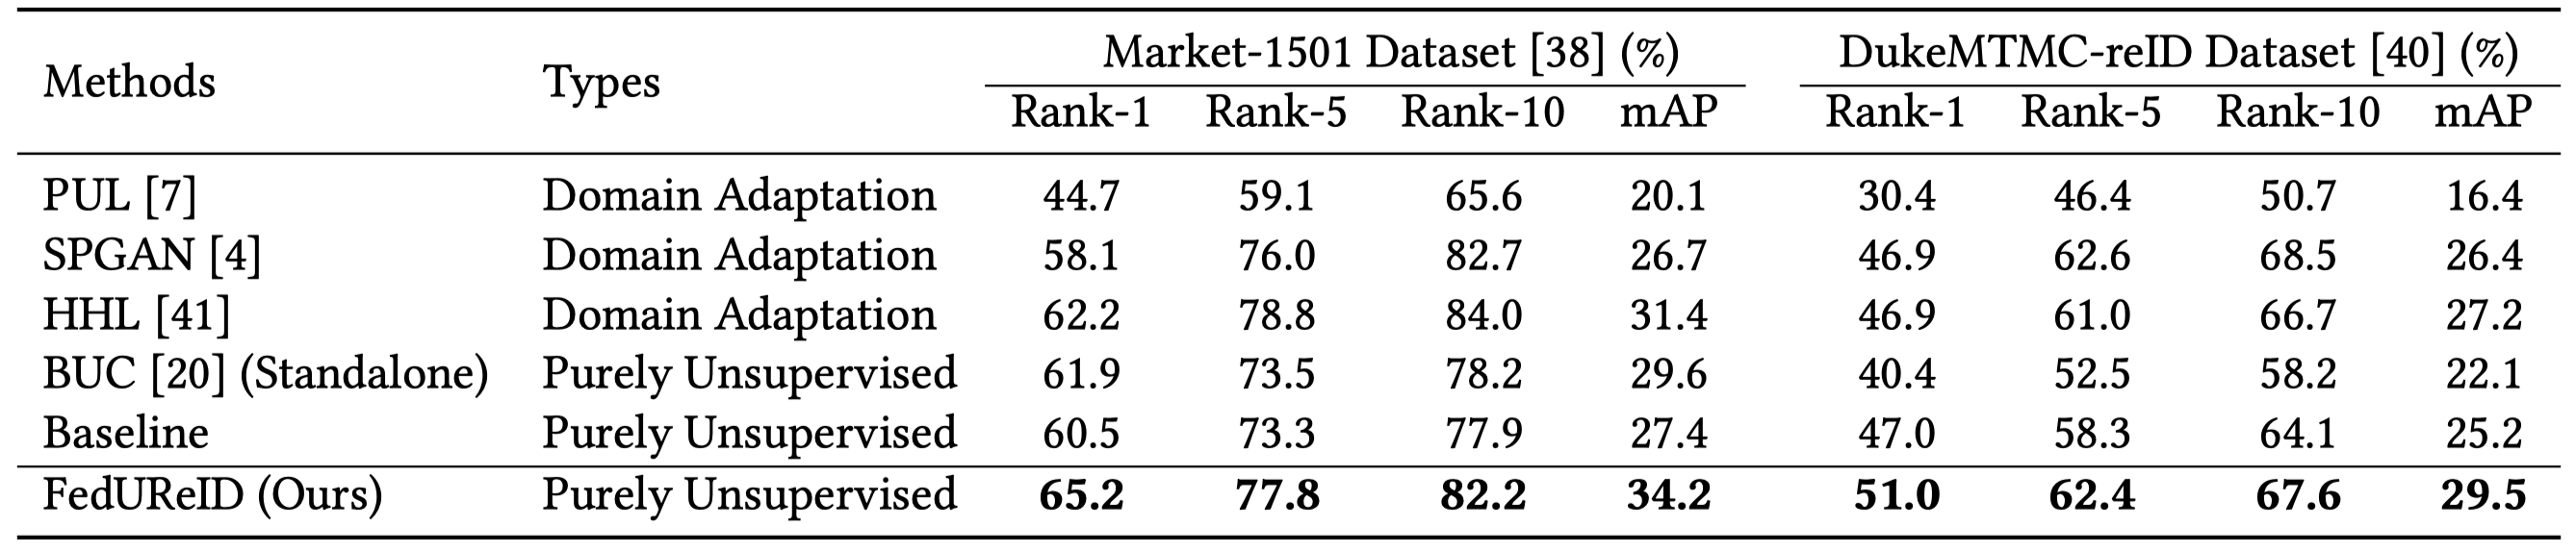 Methods Types Market-1501 Dataset [38] (%) DukeMTMC-reID Dataset [40] (%)
Rank-1 Rank-5 Rank-10 mAP Rank-1 Rank-5 Rank-10 mAP
PUL [7] Domain Adaptation 44.7 59.1 65.6 20.1 30.4 46.4 50.7 16.4
SPGAN [4] Domain Adaptation 58.1 76.0 82.7 26.7 46.9 62.6 68.5 26.4
HHL [41] Domain Adaptation 62.2 78.8 84.0 31.4 46.9 61.0 66.7 27.2
BUC [20] (Standalone) Purely Unsupervised 61.9 73.5 78.2 29.6 40.4 52.5 58.2 22.1
Baseline Purely Unsupervised 60.5 73.3 77.9 27.4 47.0 58.3 64.1 25.2
FedUReID (Ours) Purely Unsupervised 65.2 77.8 82.2 34.2 51.0 62.4 67.6 29.5